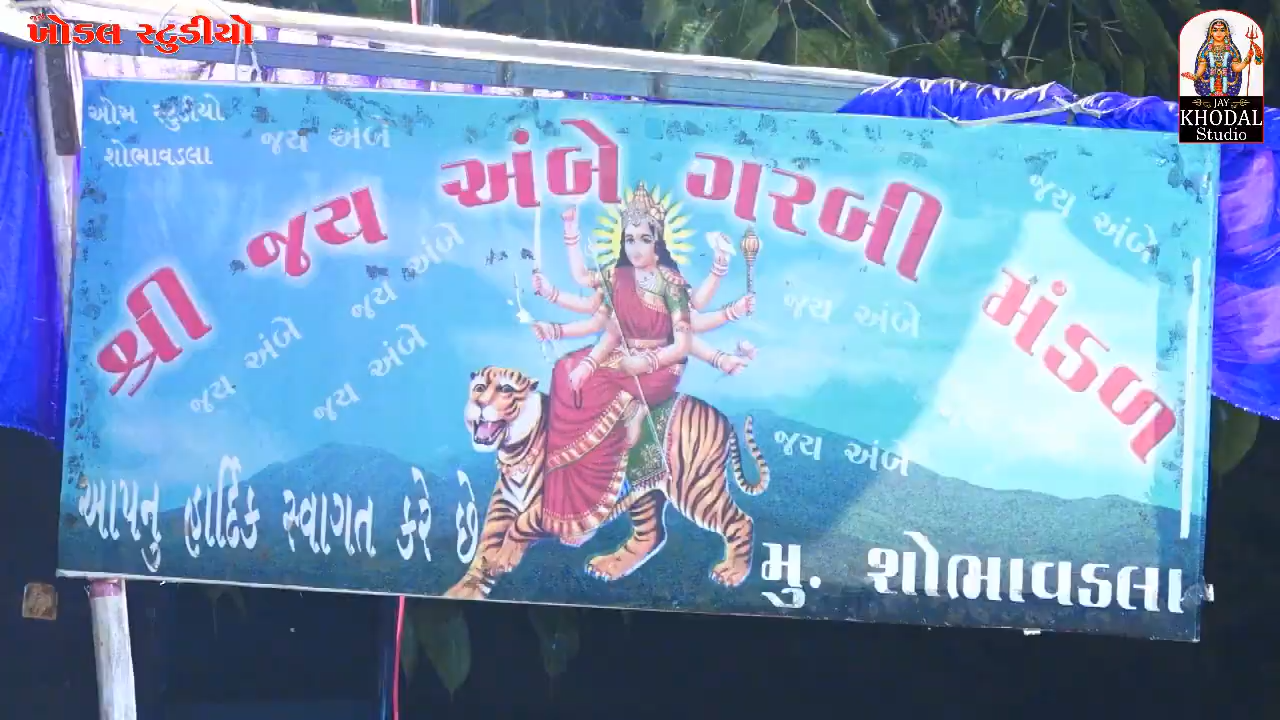 ખોડલ સ્ટુડીયો
JAY
KHODAL
Studio
ઓમ સ્ટુડીયો
શોભાવડલા
શ્રી જય અંબે ગરબી મંડળ
જય અંબે
જય અંબે
જય અંબે
જય અંબે
જય અંબે
જય અંબે
જય અંબે
આપનુ હાર્દિક સ્વાગત કરે છે
મુ. શોભાવડલા